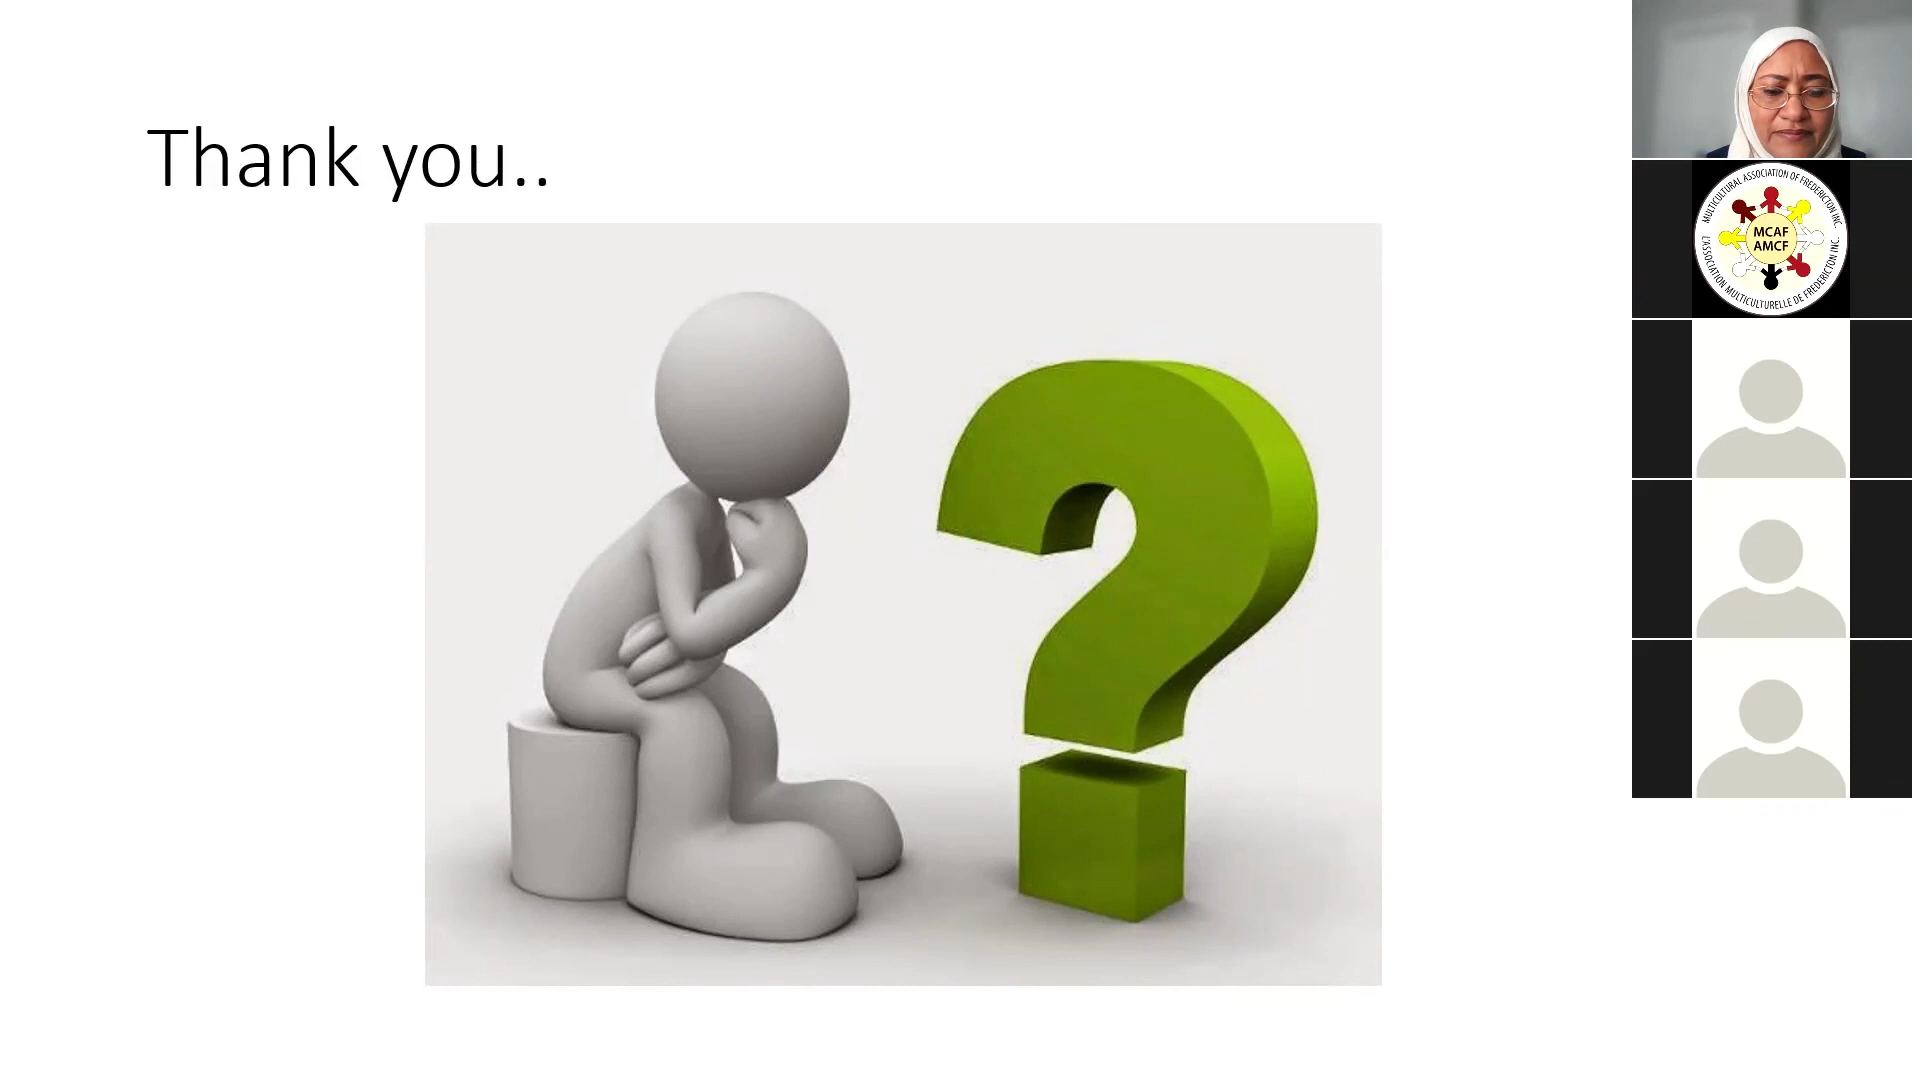 Thank you..
MULTICULTURAL ASSOCIATION OF FREDERICTON INC.
MCAF
AMCF
L'ASSOCIATION MULTICULTURELLE DE FREDERICTON INC.